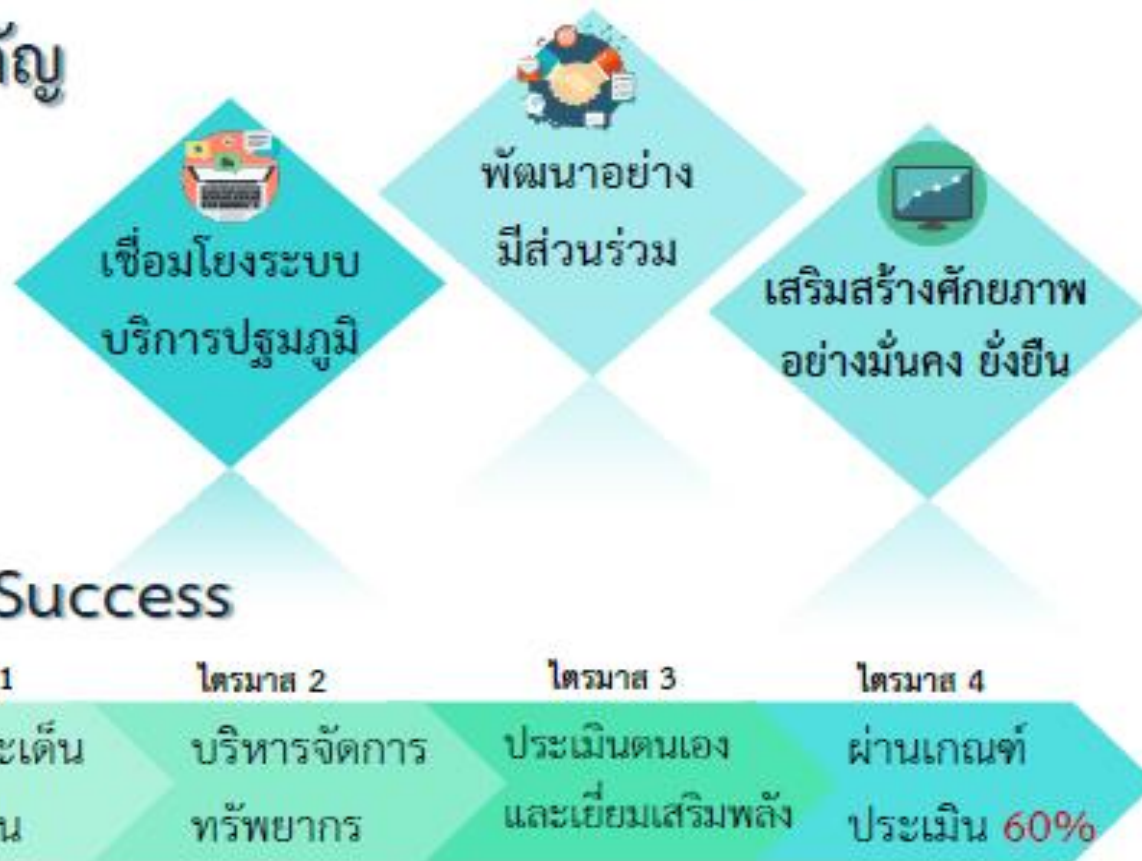 เชื่อมโยงระบบ
บริการปฐมภูมิ
พัฒนาอย่าง
มีส่วนร่วม
เสริมสร้างศักยภาพ
อย่างมั่นคง ยั่งยืน
Success
1
ไตรมาส 2
บริหารจัดการ
ทรัพยากร
ไตรมาส 3
ประเมินตนเอง
และเยี่ยมเสริมพลัง
ไตรมาส 4
ผ่านเกณฑ์
ประเมิน 60%